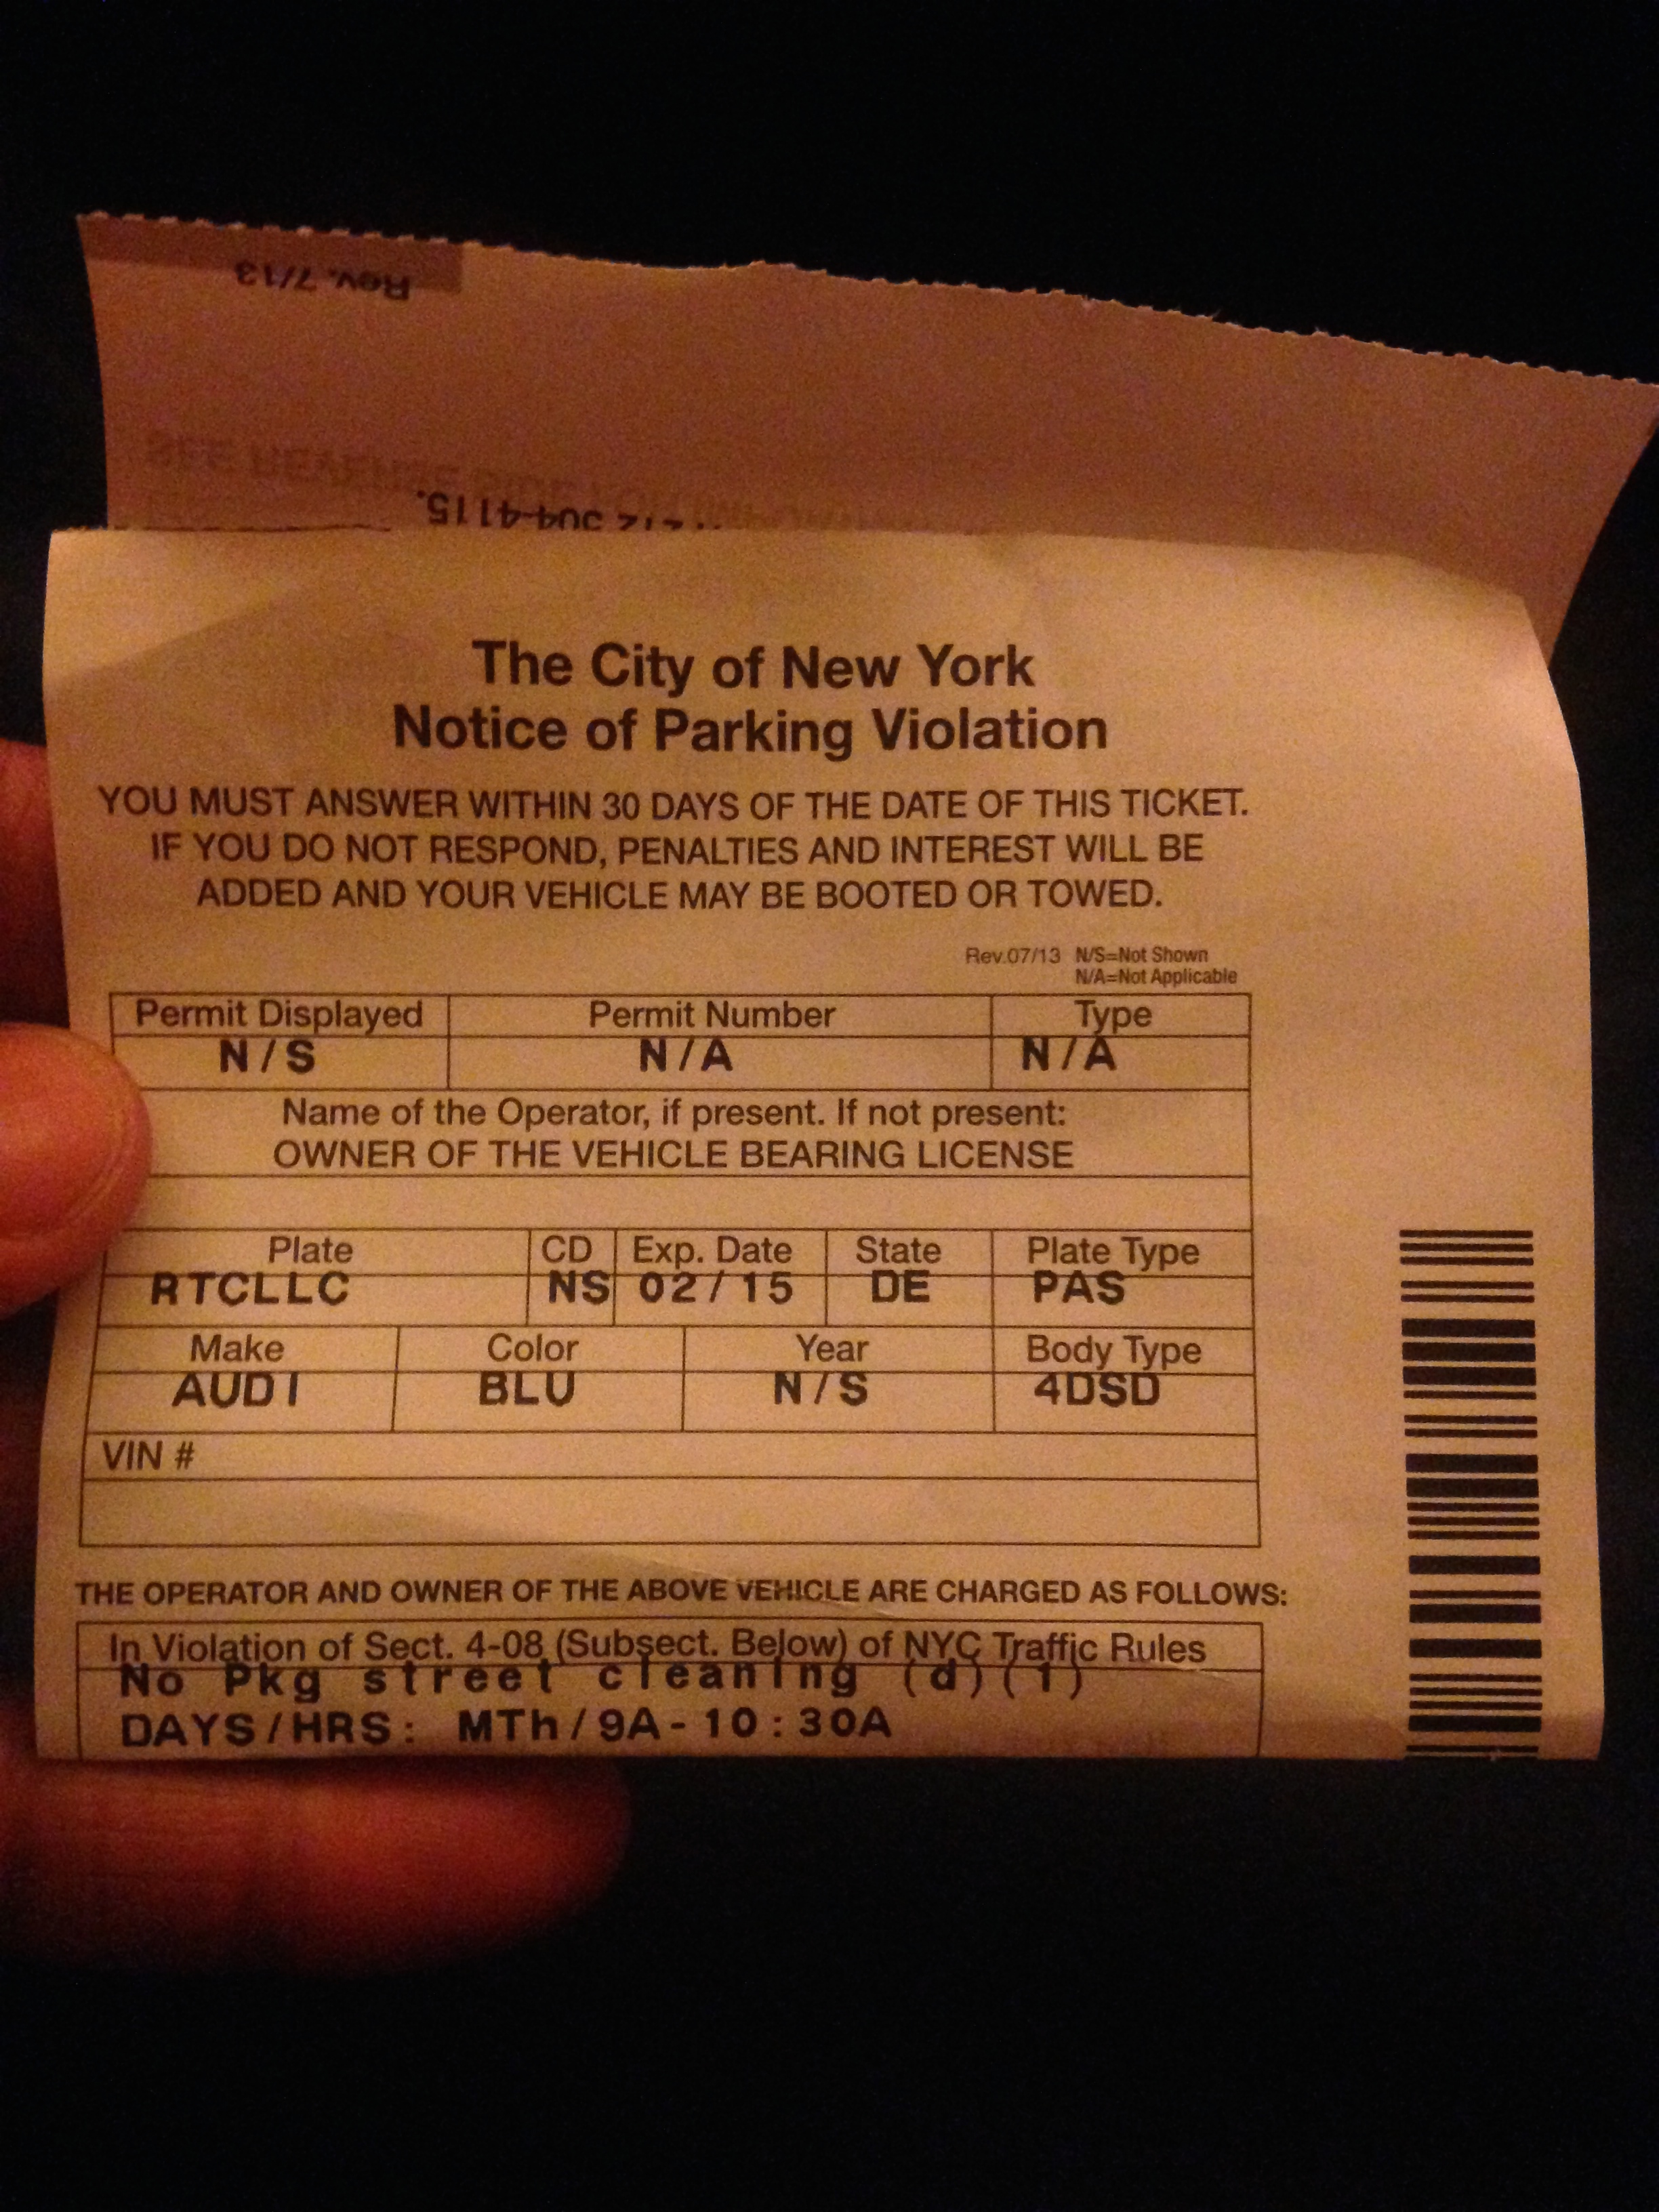 Rev. 7/13
SEE REVERSE SIDE
504-4115.
The City of New York
Notice of Parking Violation
YOU MUST ANSWER WITHIN 30 DAYS OF THE DATE OF THIS TICKET.
IF YOU DO NOT RESPOND, PENALTIES AND INTEREST WILL BE
ADDED AND YOUR VEHICLE MAY BE BOOTED OR TOWED.
Rev.07/13 N/S=Not Shown
N/A=Not Applicable
Permit Displayed Permit Number Type
N/S N/A N/A
Name of the Operator, if present. If not present:
OWNER OF THE VEHICLE BEARING LICENSE
Plate CD Exp. Date State Plate Type
RTCLLC NS 02/15 DE PAS
Make Color Year Body Type
AUDI BLU N/S 4DSD
VIN #
THE OPERATOR AND OWNER OF THE ABOVE VEHICLE ARE CHARGED AS FOLLOWS:
In Violation of Sect. 4-08 (Subsect. Below) of NYC Traffic Rules
No Pkg street cleaning (d)(1)
DAYS/HRS: MTh/9A-10:30A